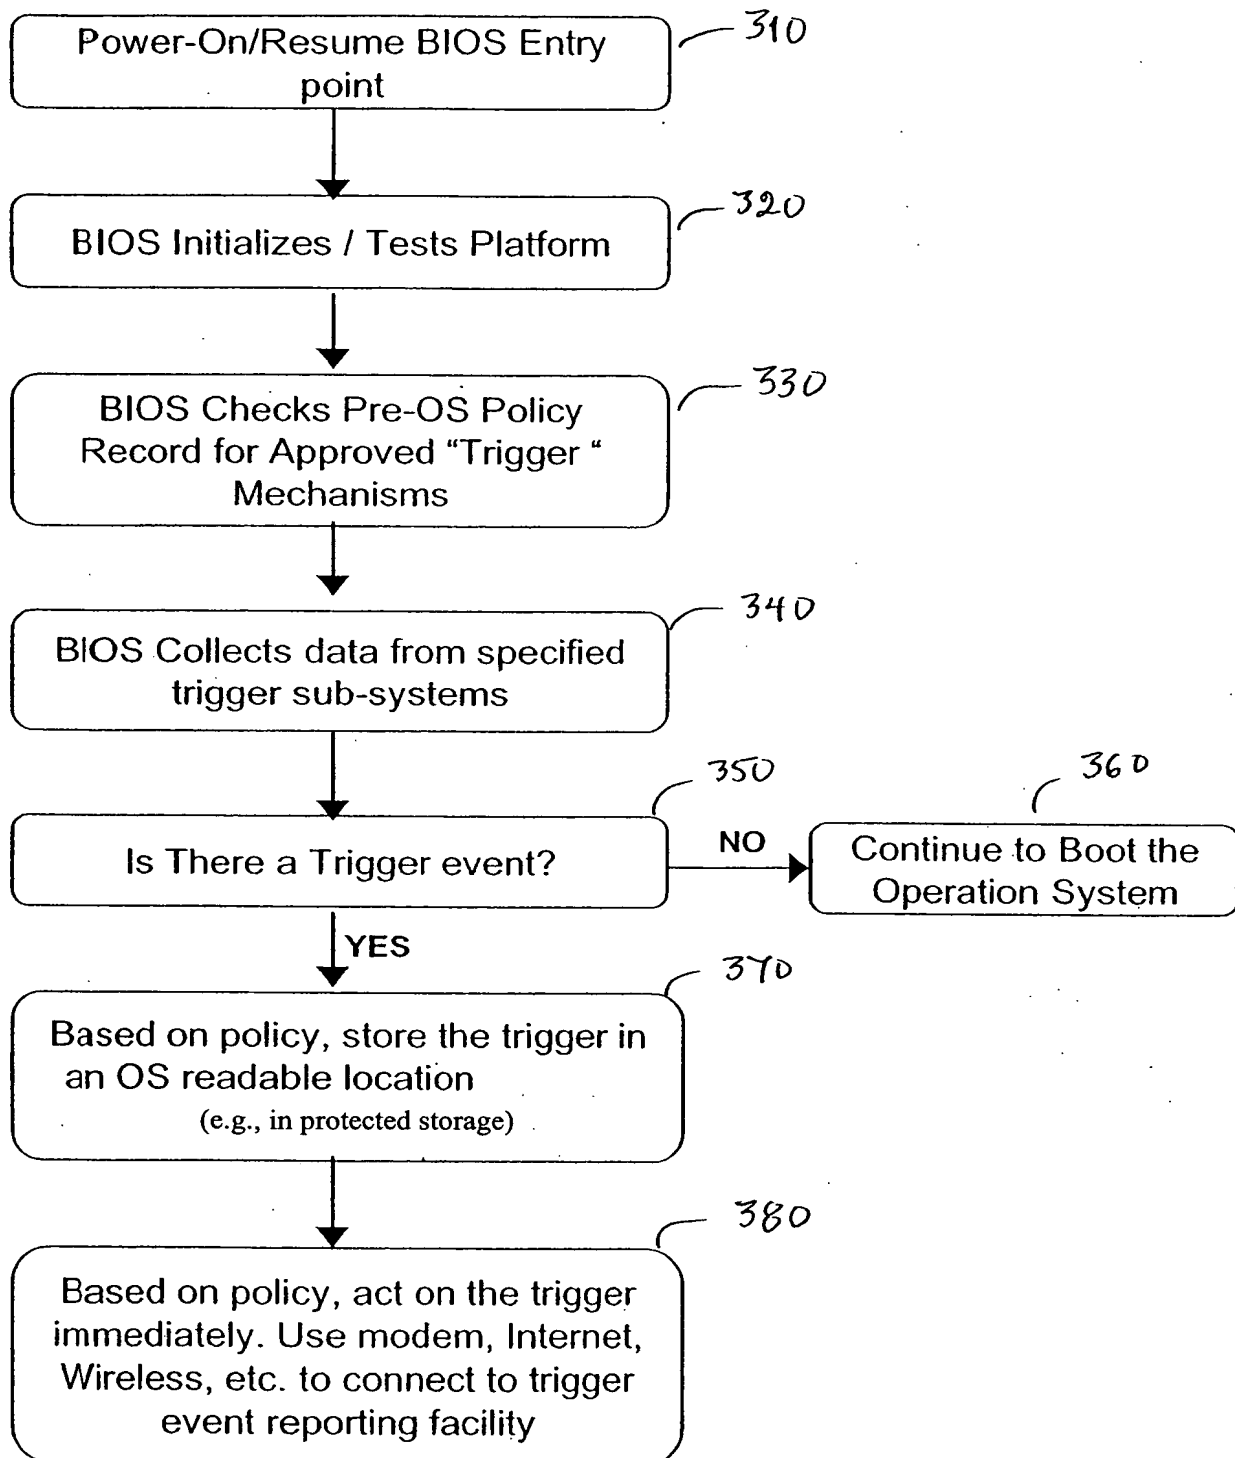 Power-On/Resume BIOS Entry
point
310
BIOS Initializes / Tests Platform
320
BIOS Checks Pre-OS Policy
Record for Approved “Trigger “
Mechanisms
330
BIOS Collects data from specified
trigger sub-systems
340
Is There a Trigger event?
350
NO
Continue to Boot the
Operation System
360
YES
Based on policy, store the trigger in
an OS readable location
(e.g., in protected storage)
370
Based on policy, act on the trigger
immediately. Use modem, Internet,
Wireless, etc. to connect to trigger
event reporting facility
380